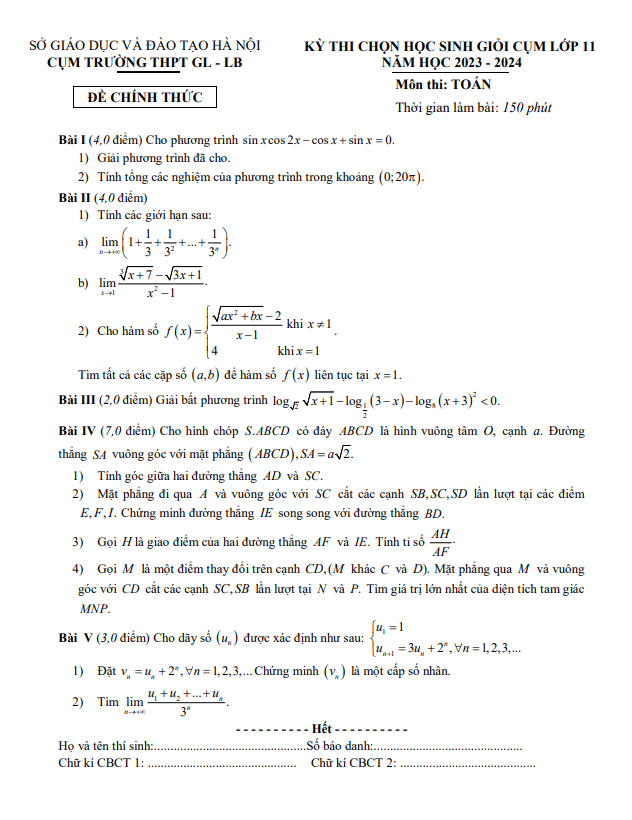 SỞ GIÁO DỤC VÀ ĐÀO TẠO HÀ NỘI
CỤM TRƯỜNG THPT GL - LB
ĐỀ CHÍNH THỨC
KỲ THI CHỌN HỌC SINH GIỎI CỤM LỚP 11
NĂM HỌC 2023 - 2024
Môn thi: TOÁN
Thời gian làm bài: 150 phút
Bài I (4,0 điểm) Cho phương trình sin x cos 2x − cos x + sin x = 0.
1) Giải phương trình đã cho.
2) Tính tổng các nghiệm của phương trình trong khoảng (0; 20π).
Bài II (4,0 điểm)
1) Tính các giới hạn sau:
a) $\lim_{n \to +\infty} \left(1 + \frac{1}{3} + \frac{1}{3^2} + ... + \frac{1}{3^n}\right).$
b) $\lim_{x \to 1} \frac{\sqrt[3]{x+7} - \sqrt{3x+1}}{x^2 - 1}.$
2) Cho hàm số $f(x) = \begin{cases} \frac{\sqrt{ax^2 + bx} - 2}{x - 1} \text{ khi } x \neq 1 \\ 4 \text{ khi } x = 1 \end{cases}.$
Tìm tất cả các cặp số (a,b) để hàm số f(x) liên tục tại x = 1.
Bài III (2,0 điểm) Giải bất phương trình $\log_{\sqrt{2}} \sqrt{x+1} - \log_{\frac{1}{2}} (3-x) - \log_8 (x+3)^2 < 0.$
Bài IV (7,0 điểm) Cho hình chóp S.ABCD có đáy ABCD là hình vuông tâm O, cạnh a. Đường
thẳng SA vuông góc với mặt phẳng (ABCD), SA = a√2.
1) Tính góc giữa hai đường thẳng AD và SC.
2) Mặt phẳng đi qua A và vuông góc với SC cắt các cạnh SB, SC, SD lần lượt tại các điểm
E, F, I. Chứng minh đường thẳng IE song song với đường thẳng BD.
3) Gọi H là giao điểm của hai đường thẳng AF và IE. Tính tỉ số $\frac{AH}{AF}.$
4) Gọi M là một điểm thay đổi trên cạnh CD, (M khác C và D). Mặt phẳng qua M và vuông
góc với CD cắt các cạnh SC, SB lần lượt tại N và P. Tìm giá trị lớn nhất của diện tích tam giác
MNP.
Bài V (3,0 điểm) Cho dãy số (uₙ) được xác định như sau: $\begin{cases} u_1 = 1 \\ u_{n+1} = 3u_n + 2^n, \forall n = 1, 2, 3, ... \end{cases}$
1) Đặt $v_n = u_n + 2^n, \forall n = 1, 2, 3, ...$ Chứng minh (vₙ) là một cấp số nhân.
2) Tìm $\lim_{n \to +\infty} \frac{u_1 + u_2 + ... + u_n}{3^n}.$
- - - - - - - - - - Hết - - - - - - - - - -
Họ và tên thí sinh:..................................................Số báo danh:.................................................
Chữ kí CBCT 1: ................................................. Chữ kí CBCT 2: .............................................